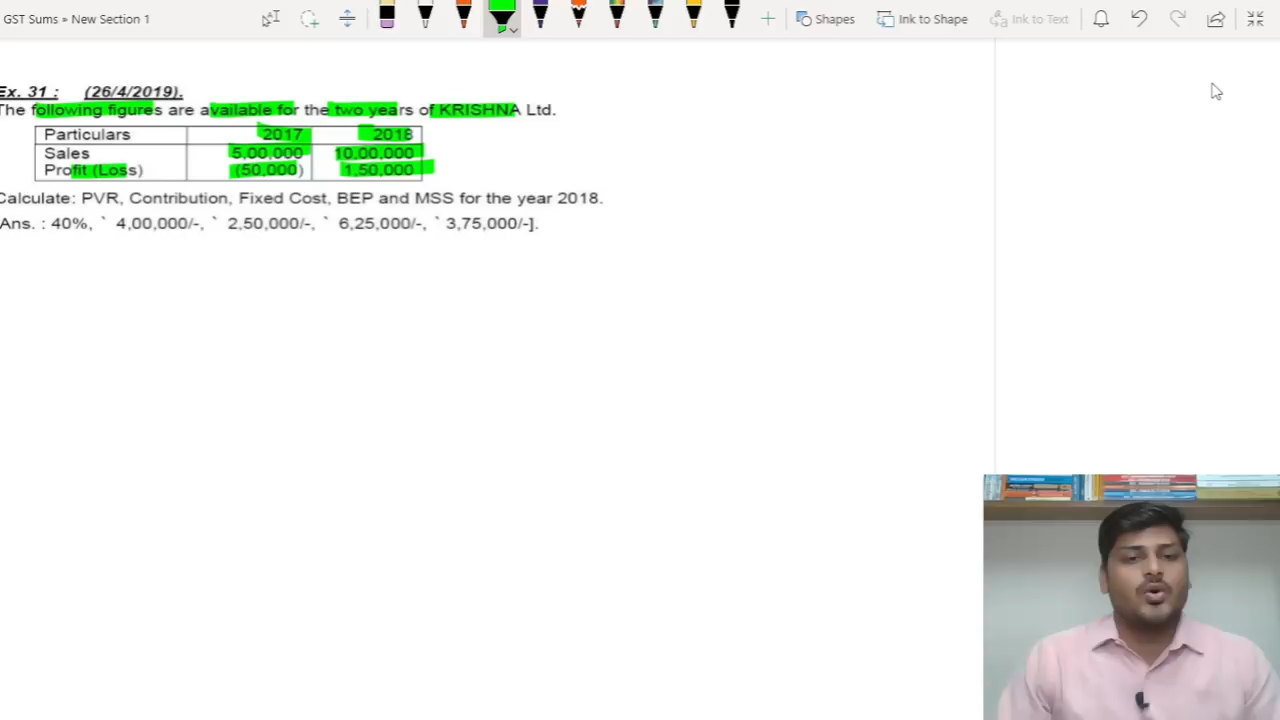 GST Sums » New Section 1
Shapes
Ink to Shape
Ink to Text
Ex. 31 : (26/4/2019).
The following figures are available for the two years of KRISHNA Ltd.
Particulars 2017 2018
Sales 5,00,000 10,00,000
Profit (Loss) (50,000) 1,50,000
Calculate: PVR, Contribution, Fixed Cost, BEP and MSS for the year 2018.
Ans. : 40%, ` 4,00,000/-, ` 2,50,000/-, ` 6,25,000/-, ` 3,75,000/-].